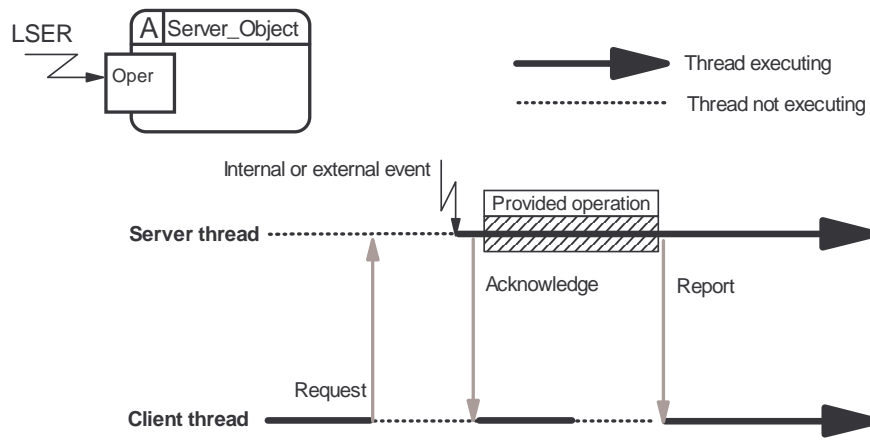 LSER
A Server_Object
Oper
Thread executing
Thread not executing
Internal or external event
Provided operation
Server thread
Acknowledge
Report
Request
Client thread